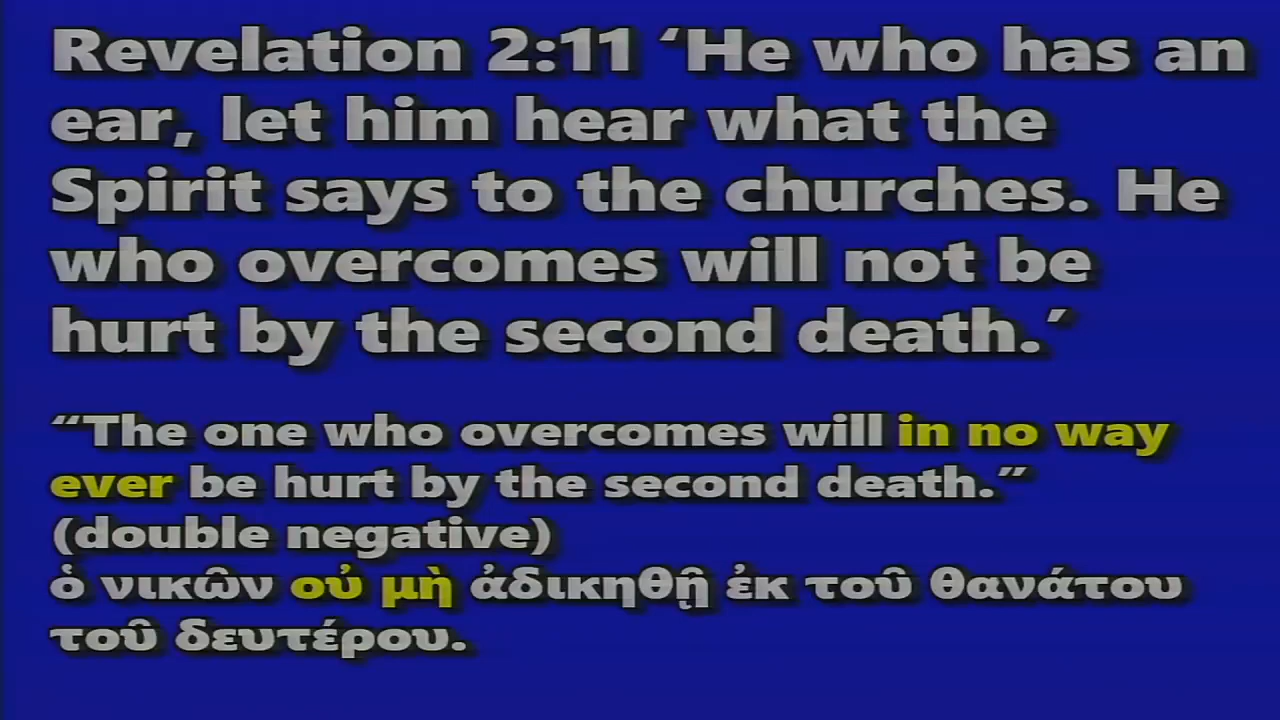 Revelation 2:11 ‘He who has an
ear, let him hear what the
Spirit says to the churches. He
who overcomes will not be
hurt by the second death.’
“The one who overcomes will in no way
ever be hurt by the second death.”
(double negative)
ὁ νικῶν οὐ μὴ ἀδικηθῇ ἐκ τοῦ θανάτου
τοῦ δευτέρου.